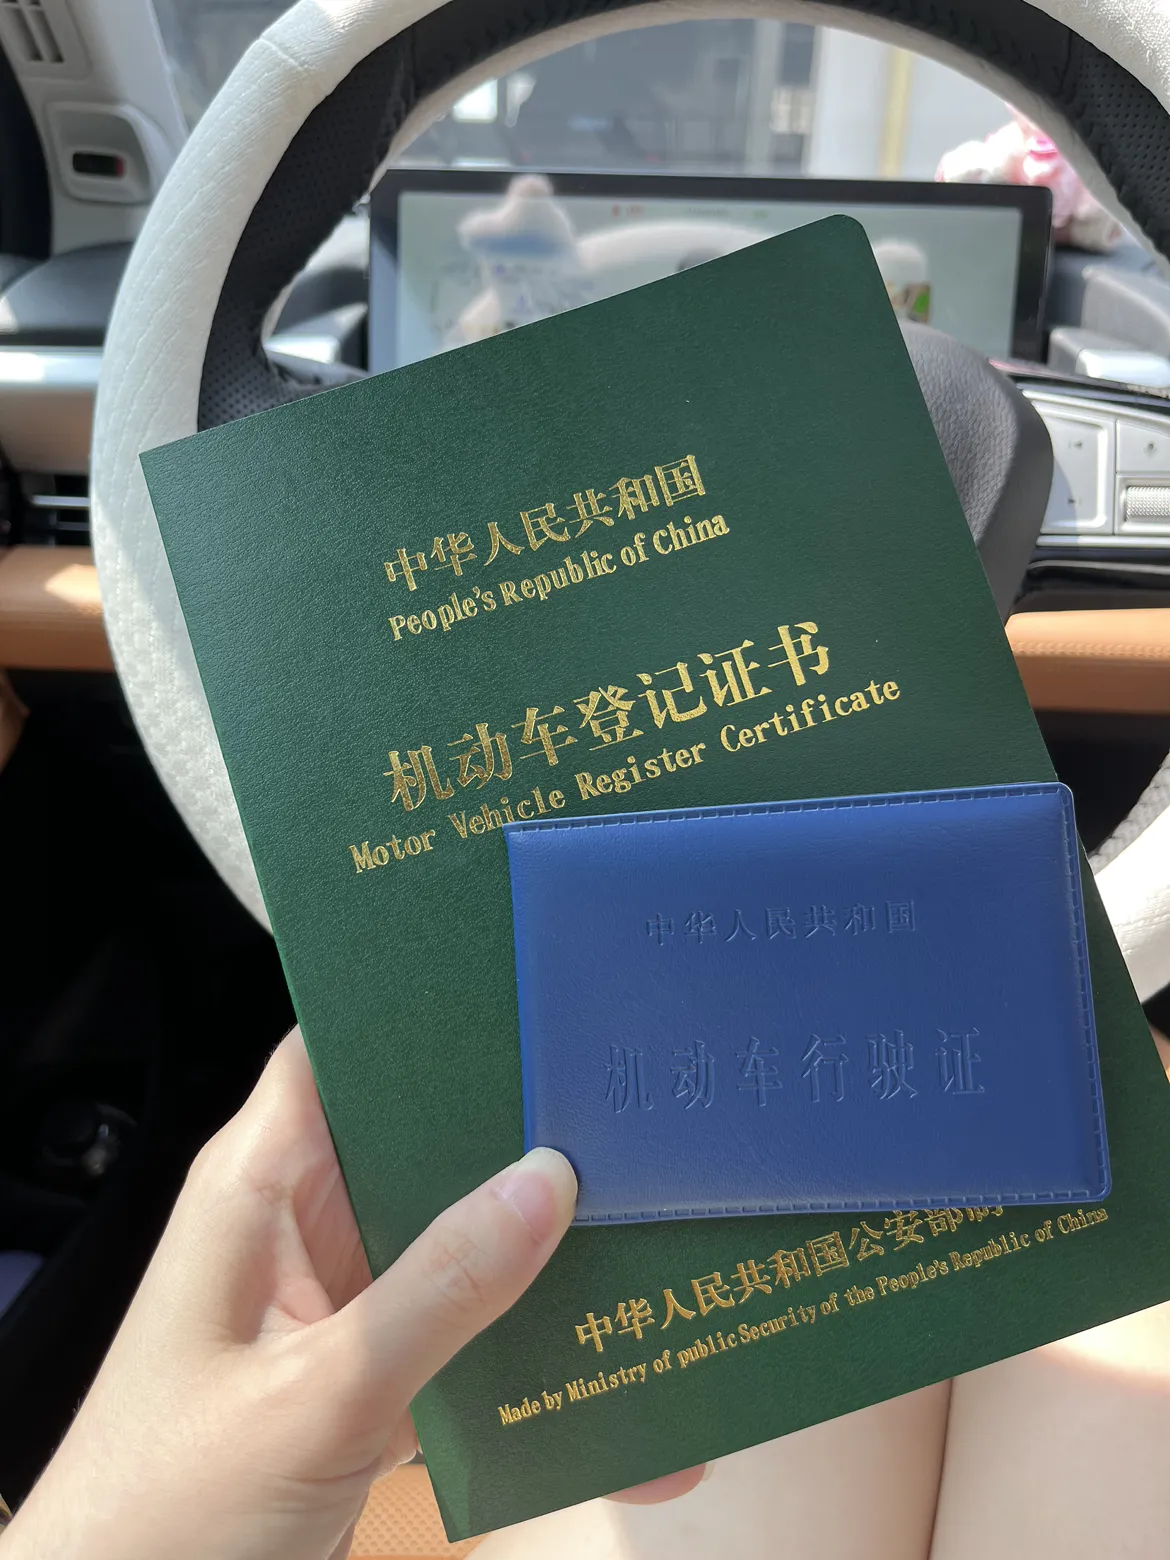 中华人民共和国
People's Republic of China
机动车登记证书
Motor Vehicle Register Certificate
中华人民共和国
机动车行驶证
中华人民共和国公安部制
Made by Ministry of public Security of the People's Republic of China